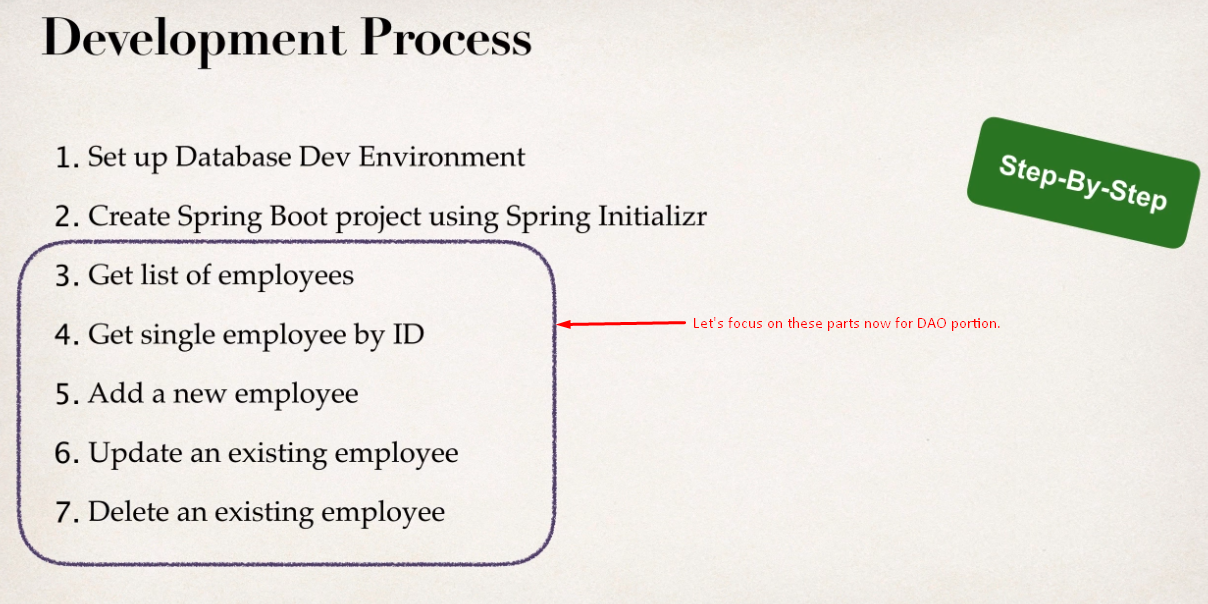 Development Process
Step-By-Step
1. Set up Database Dev Environment
2. Create Spring Boot project using Spring Initializr
3. Get list of employees
4. Get single employee by ID
Let's focus on these parts now for DAO portion.
5. Add a new employee
6. Update an existing employee
7. Delete an existing employee